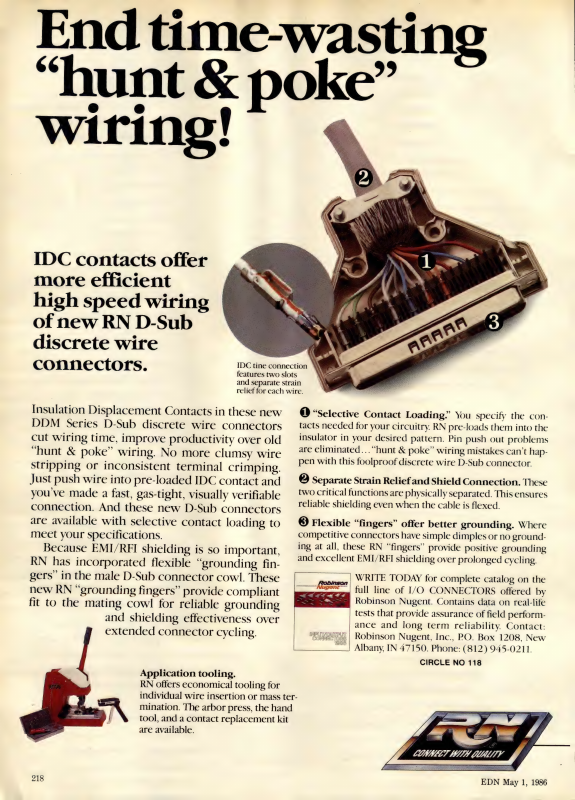 End time-wasting
“hunt & poke”
wiring!
IDC contacts offer
more efficient
high speed wiring
of new RN D-Sub
discrete wire
connectors.
2
1
3
IDC tine connection
features two slots
and separate strain
relief for each wire.
Insulation Displacement Contacts in these new
DDM Series D-Sub discrete wire connectors
cut wiring time, improve productivity over old
“hunt & poke” wiring. No more clumsy wire
stripping or inconsistent terminal crimping.
Just push wire into pre-loaded IDC contact and
you’ve made a fast, gas-tight, visually verifiable
connection. And these new D-Sub connectors
are available with selective contact loading to
meet your specifications.
Because EMI/RFI shielding is so important,
RN has incorporated flexible “grounding fin-
gers” in the male D-Sub connector cowl. These
new RN “grounding fingers” provide compliant
fit to the mating cowl for reliable grounding
and shielding effectiveness over
extended connector cycling.
Application tooling.
RN offers economical tooling for
individual wire insertion or mass ter-
mination. The arbor press, the hand
tool, and a contact replacement kit
are available.
1 “Selective Contact Loading.” You specify the con-
tacts needed for your circuitry. RN pre-loads them into the
insulator in your desired pattern. Pin push out problems
are eliminated...“hunt & poke” wiring mistakes can’t hap-
pen with this foolproof discrete wire D-Sub connector.
2 Separate Strain Relief and Shield Connection. These
two critical functions are physically separated. This ensures
reliable shielding even when the cable is flexed.
3 Flexible “fingers” offer better grounding. Where
competitive connectors have simple dimples or no ground-
ing at all, these RN “fingers” provide positive grounding
and excellent EMI/RFI shielding over prolonged cycling.
Robinson
Nugent
WRITE TODAY for complete catalog on the
full line of I/O CONNECTORS offered by
Robinson Nugent. Contains data on real-life
tests that provide assurance of field perform-
ance and long term reliability. Contact:
Robinson Nugent, Inc., P.O. Box 1208, New
Albany, IN 47150. Phone: (812) 945-0211.
CIRCLE NO 118
RN
CONNECT WITH QUALITY
218
EDN May 1, 1986